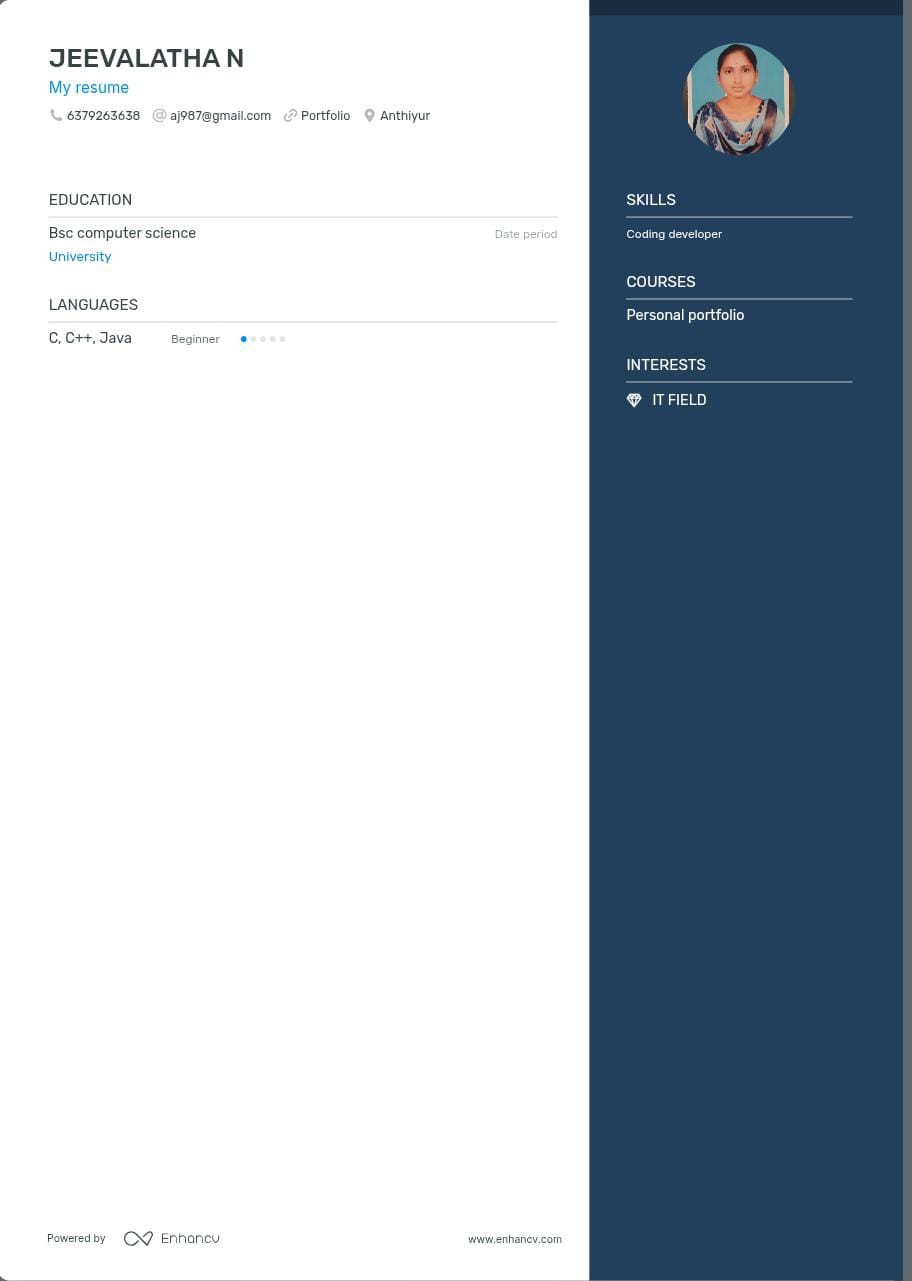 JEEVALATHA N
My resume
6379263638 aj987@gmail.com Portfolio Anthiyur
EDUCATION
Bsc computer science Date period
University
LANGUAGES
C, C++, Java Beginner
SKILLS
Coding developer
COURSES
Personal portfolio
INTERESTS
IT FIELD
Powered by Enhancv www.enhancv.com